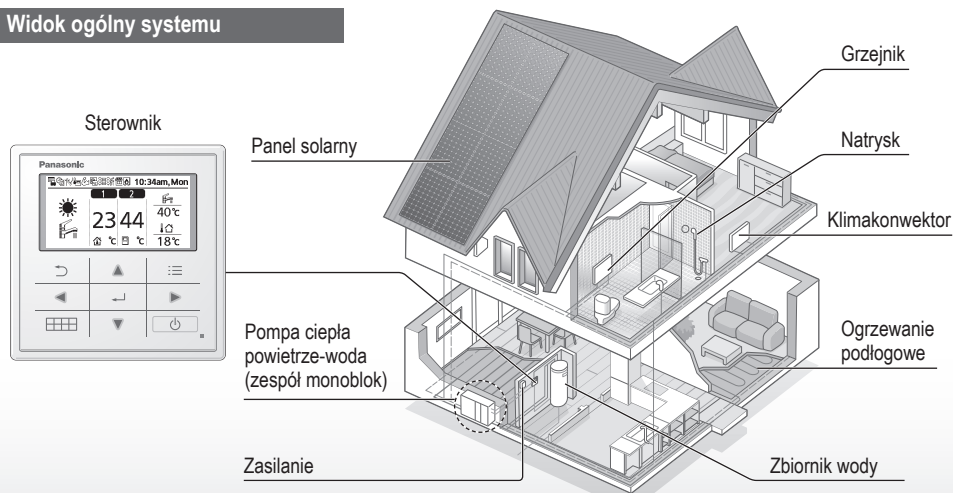 Widok ogólny systemu
Sterownik
Panasonic
10:34am, Mon
1 2
23 44
°C °C
40°C
18°C
Panel solarny
Pompa ciepła
powietrze-woda
(zespół monoblok)
Zasilanie
Grzejnik
Natrysk
Klimakonwektor
Ogrzewanie
podłogowe
Zbiornik wody